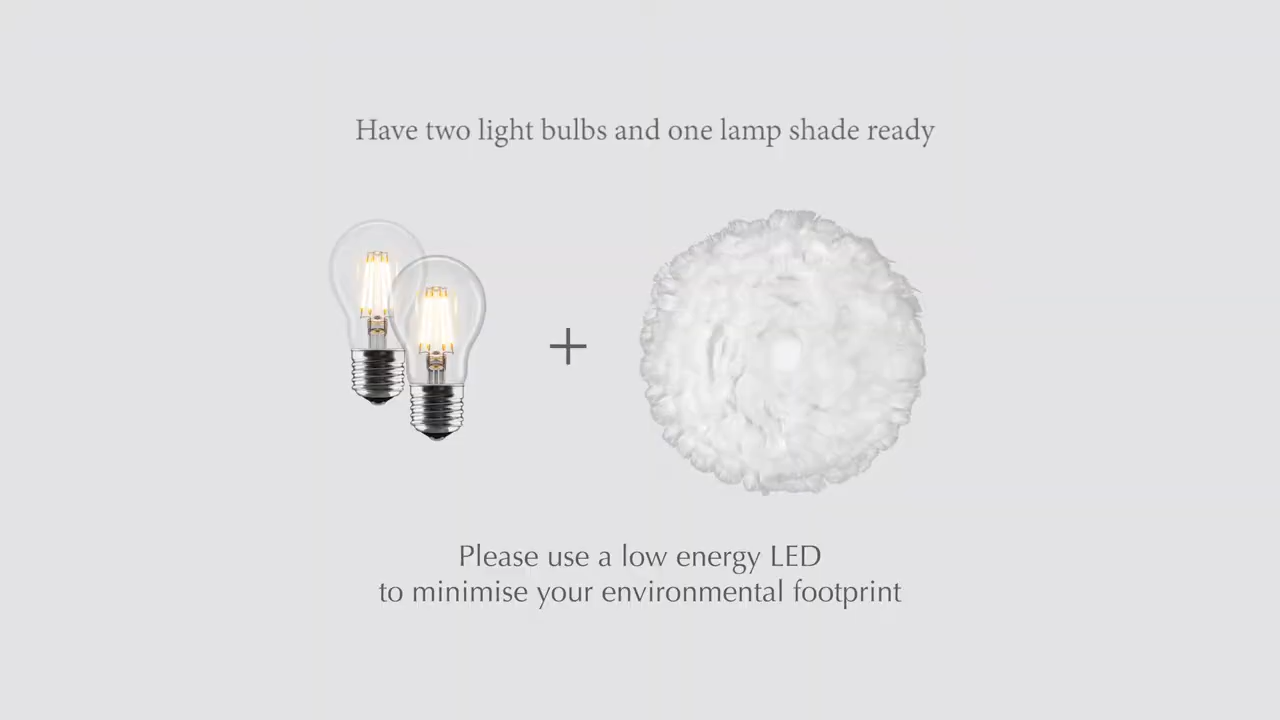 Have two light bulbs and one lamp shade ready
Please use a low energy LED
to minimise your environmental footprint